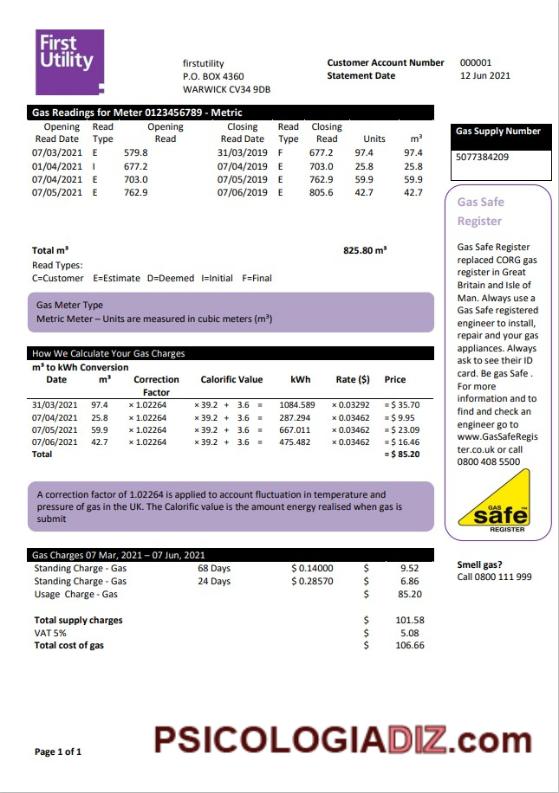 First
Utility
firstutility
P.O. BOX 4360
WARWICK CV34 9DB
Customer Account Number 000001
Statement Date 12 Jun 2021
Gas Readings for Meter 0123456789 - Metric
Opening Read Date Read Type Opening Read Closing Read Date Read Type Closing Read Units m³
07/03/2021 E 579.8 31/03/2019 F 677.2 97.4 97.4
01/04/2021 I 677.2 07/04/2019 E 703.0 25.8 25.8
07/04/2021 E 703.0 07/05/2019 E 762.9 59.9 59.9
07/05/2021 E 762.9 07/06/2019 E 805.6 42.7 42.7
Total m³ 825.80 m³
Read Types:
C=Customer E=Estimate D=Deemed I=Initial F=Final
Gas Meter Type
Metric Meter – Units are measured in cubic meters (m³)
How We Calculate Your Gas Charges
m³ to kWh Conversion
Date m³ Correction Factor Calorific Value kWh Rate ($) Price
31/03/2021 97.4 × 1.02264 × 39.2 + 3.6 = 1084.589 × 0.03292 = $ 35.70
07/04/2021 25.8 × 1.02264 × 39.2 + 3.6 = 287.294 × 0.03462 = $ 9.95
07/05/2021 59.9 × 1.02264 × 39.2 + 3.6 = 667.011 × 0.03462 = $ 23.09
07/06/2021 42.7 × 1.02264 × 39.2 + 3.6 = 475.482 × 0.03462 = $ 16.46
Total = $ 85.20
A correction factor of 1.02264 is applied to account fluctuation in temperature and
pressure of gas in the UK. The Calorific value is the amount energy realised when gas is
submit
Gas Charges 07 Mar, 2021 – 07 Jun, 2021
Standing Charge - Gas 68 Days $ 0.14000 $ 9.52
Standing Charge - Gas 24 Days $ 0.28570 $ 6.86
Usage Charge - Gas $ 85.20
Total supply charges $ 101.58
VAT 5% $ 5.08
Total cost of gas $ 106.66
Gas Supply Number
5077384209
Gas Safe
Register
Gas Safe Register
replaced CORG gas
register in Great
Britain and Isle of
Man. Always use a
Gas Safe registered
engineer to install,
repair and your gas
appliances. Always
ask to see their ID
card. Be gas Safe .
For more
information and to
find and check an
engineer go to
www.GasSafeRegis
ter.co.uk or call
0800 408 5500
GAS
safe
REGISTER
Smell gas?
Call 0800 111 999
Page 1 of 1
PSICOLOGIADIZ.com